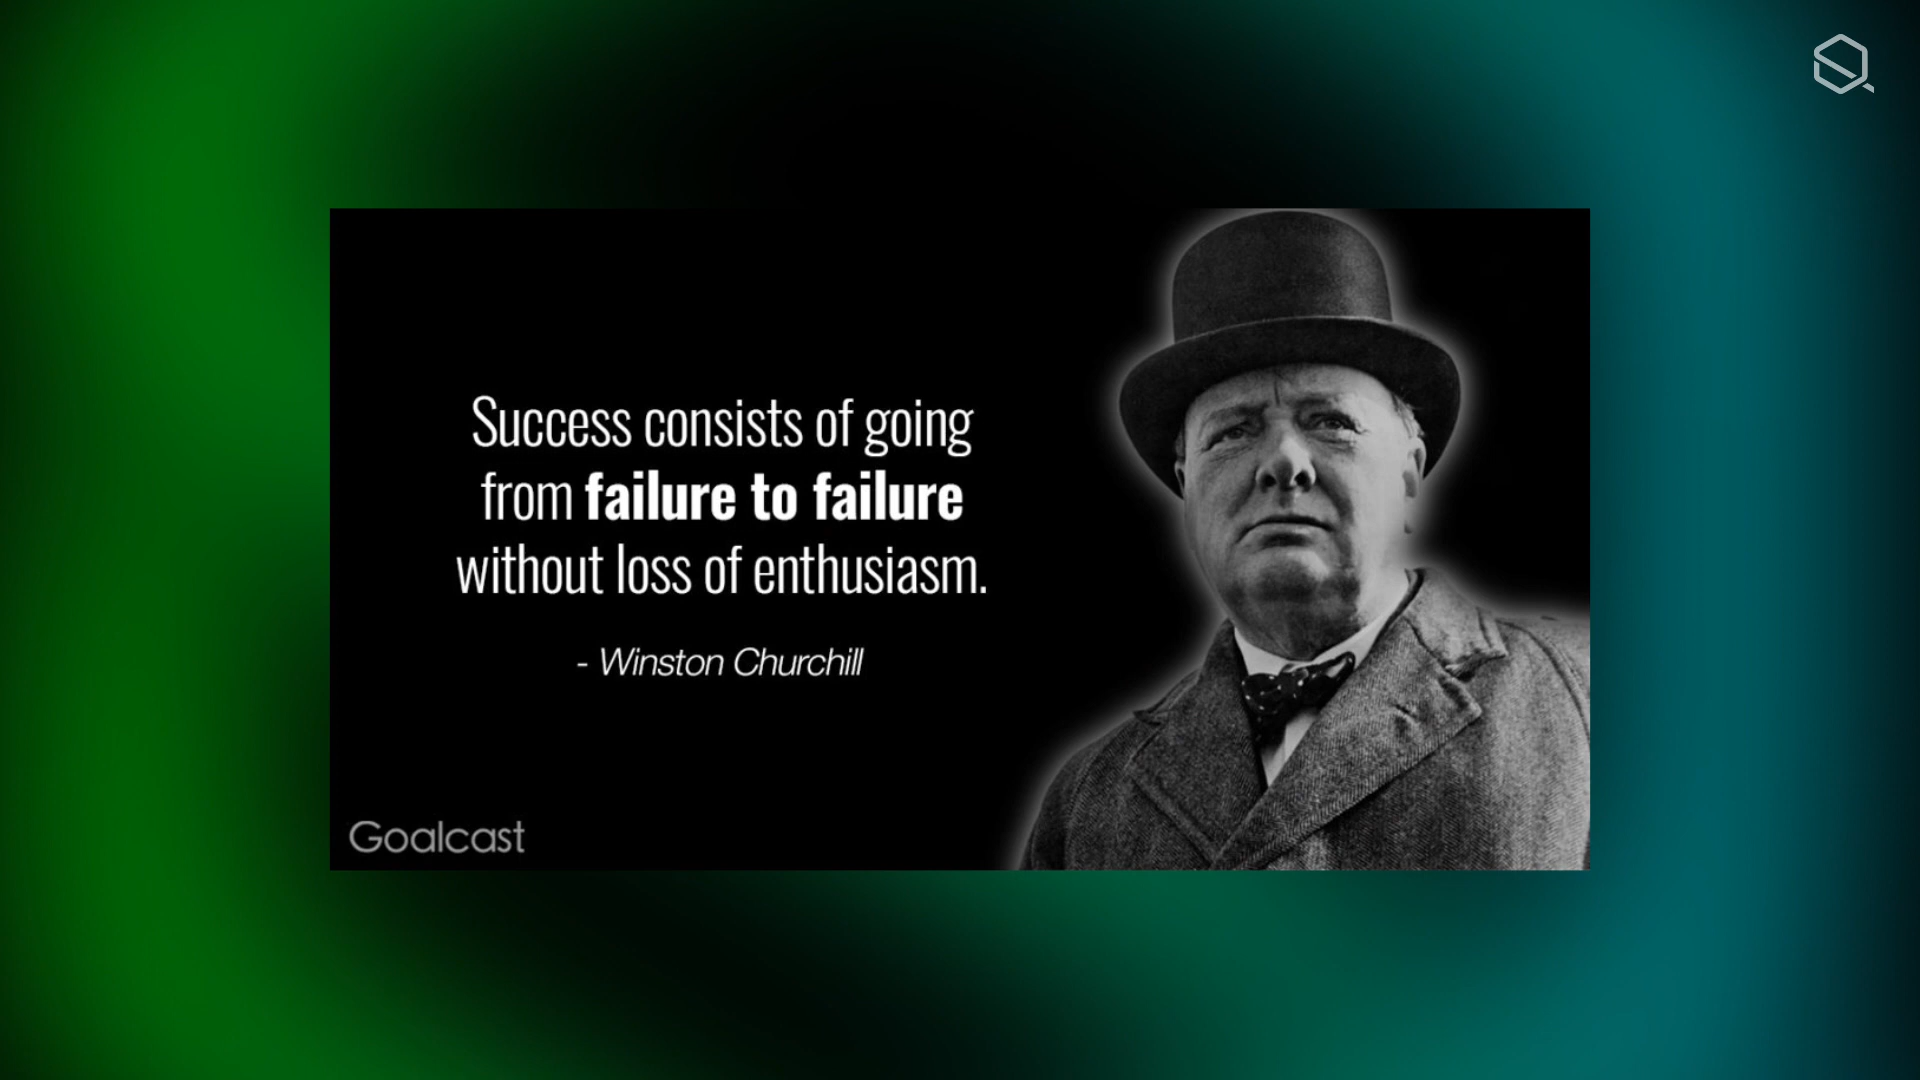 Success consists of going
from failure to failure
without loss of enthusiasm.
- Winston Churchill
Goalcast